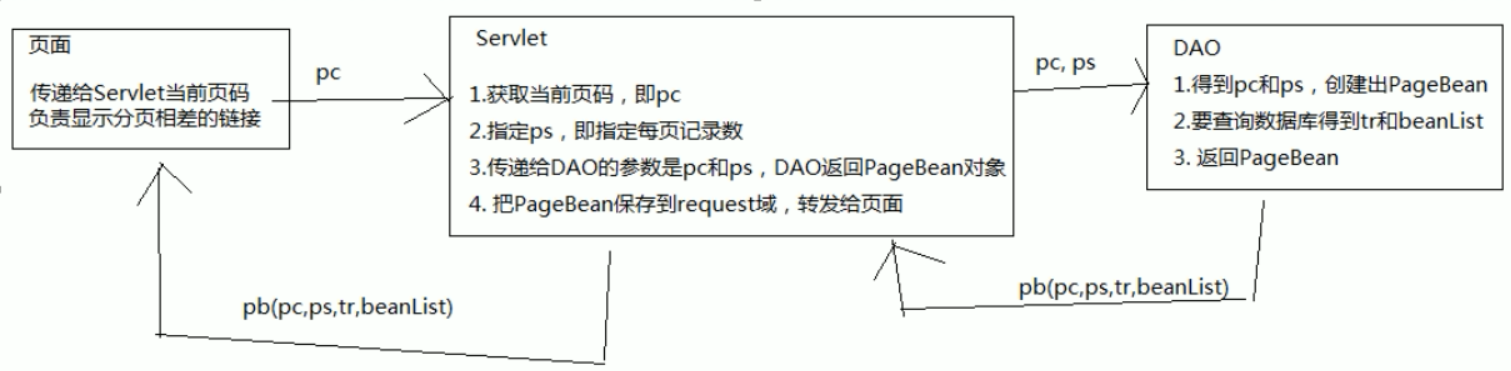 页面
传递给Servlet当前页码
负责显示分页相差的链接
pc
Servlet
1.获取当前页码，即pc
2.指定ps，即指定每页记录数
3.传递给DAO的参数是pc和ps，DAO返回PageBean对象
4. 把PageBean保存到request域，转发给页面
pc, ps
DAO
1.得到pc和ps，创建出PageBean
2.要查询数据库得到tr和beanList
3. 返回PageBean
pb(pc,ps,tr,beanList)
pb(pc,ps,tr,beanList)